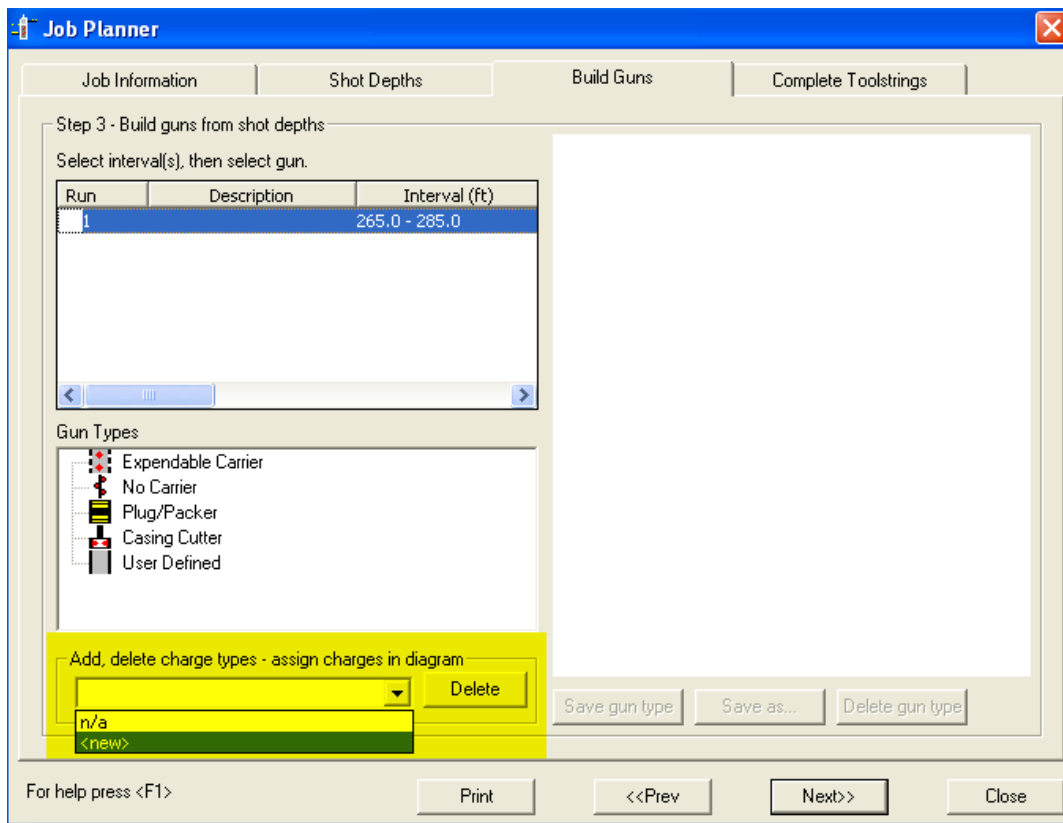 Job Planner
Job Information Shot Depths Build Guns Complete Toolstrings
Step 3 - Build guns from shot depths
Select interval(s), then select gun.
Run Description Interval (ft)
1 265.0 - 285.0
Gun Types
Expendable Carrier
No Carrier
Plug/Packer
Casing Cutter
User Defined
Add, delete charge types - assign charges in diagram
Delete
n/a
<new>
Save gun type Save as... Delete gun type
For help press <F1> Print <<Prev Next>> Close